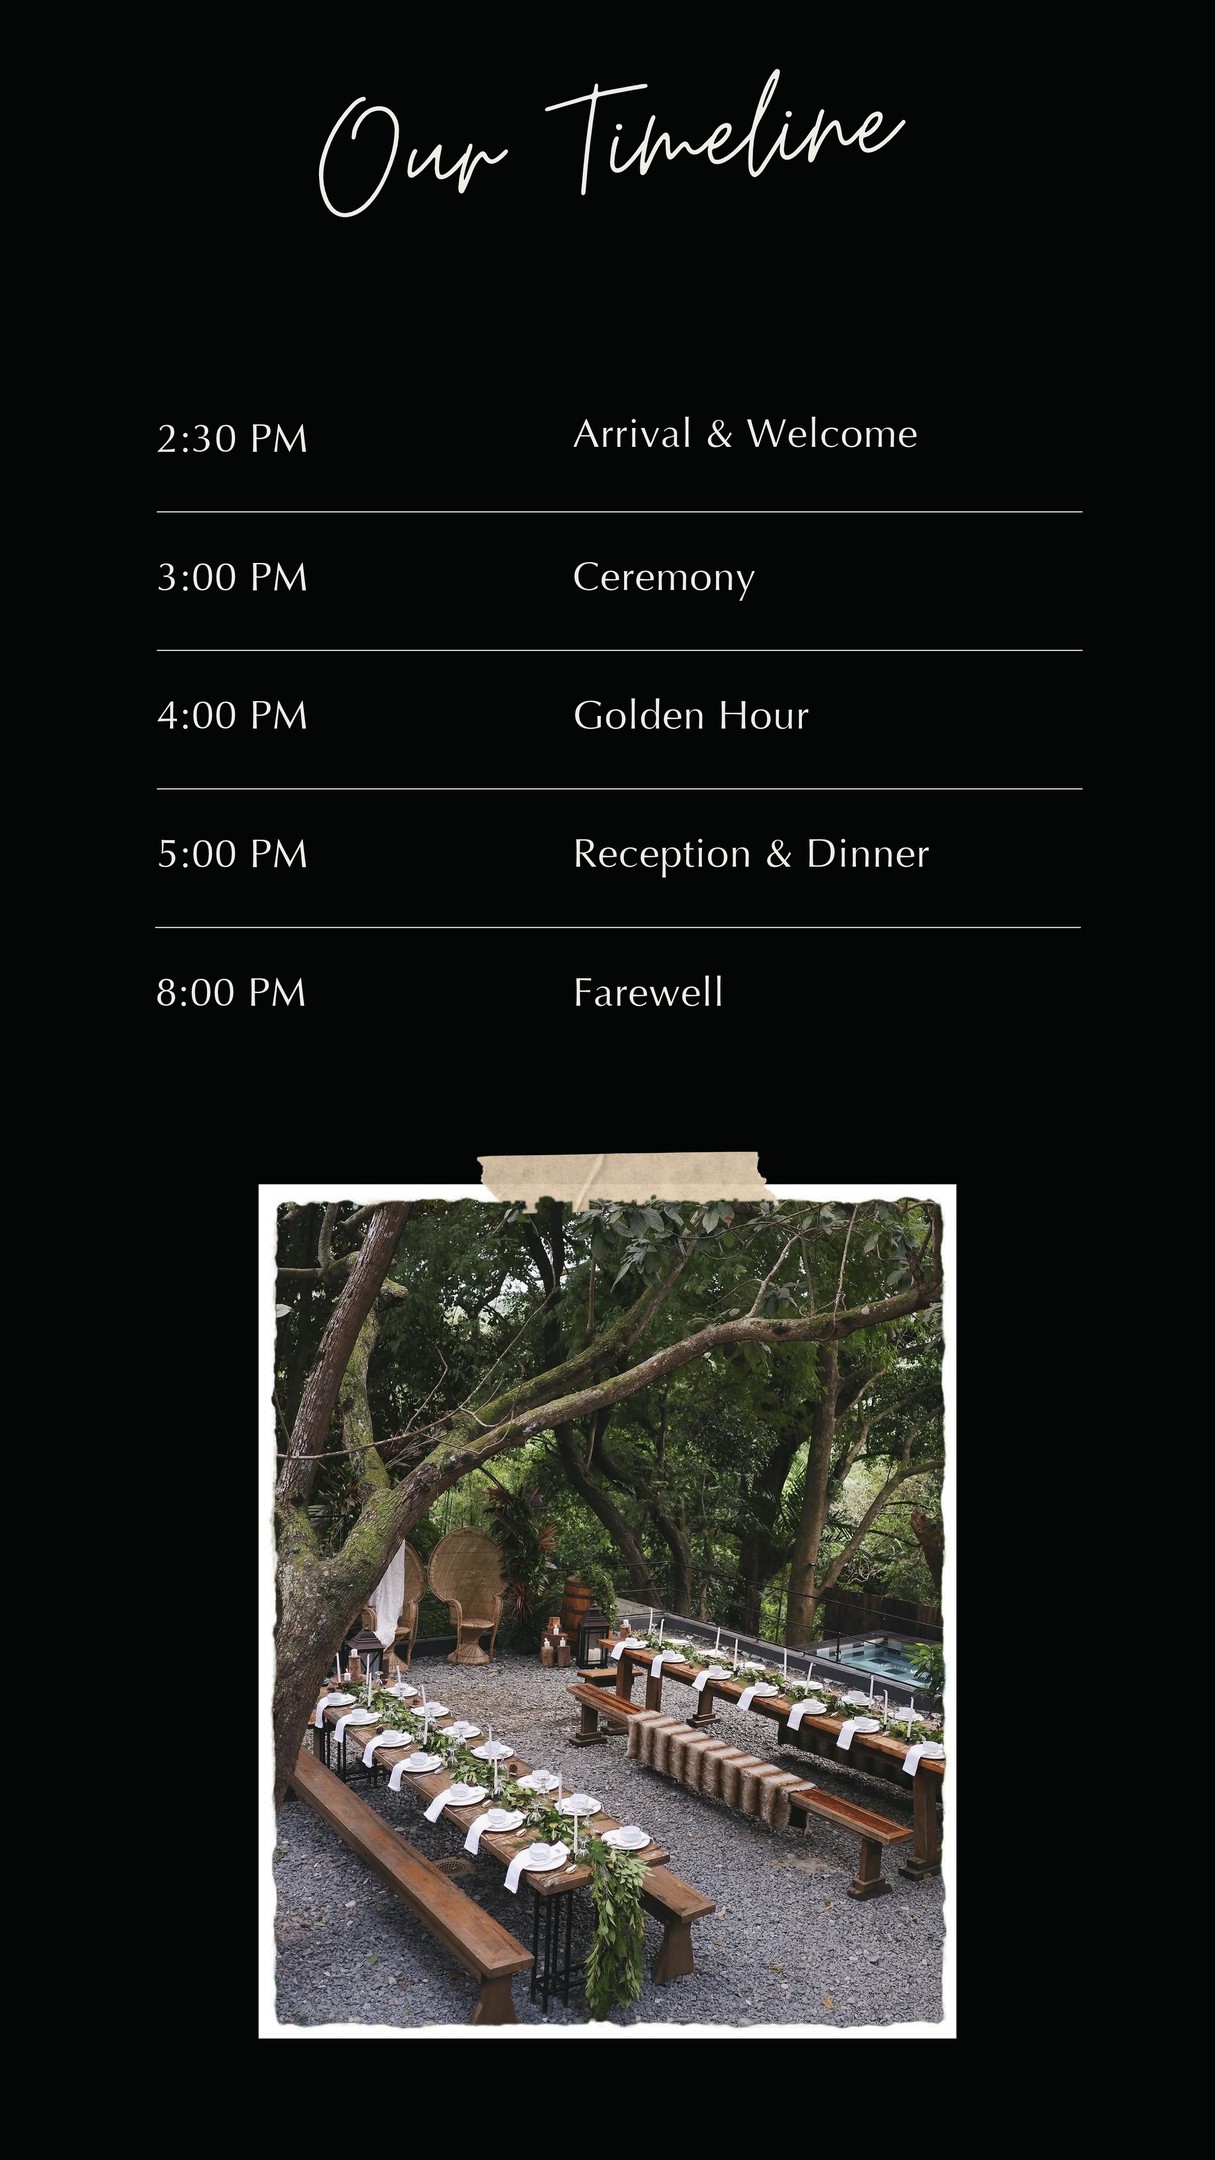 Our Timeline
2:30 PM Arrival & Welcome
3:00 PM Ceremony
4:00 PM Golden Hour
5:00 PM Reception & Dinner
8:00 PM Farewell